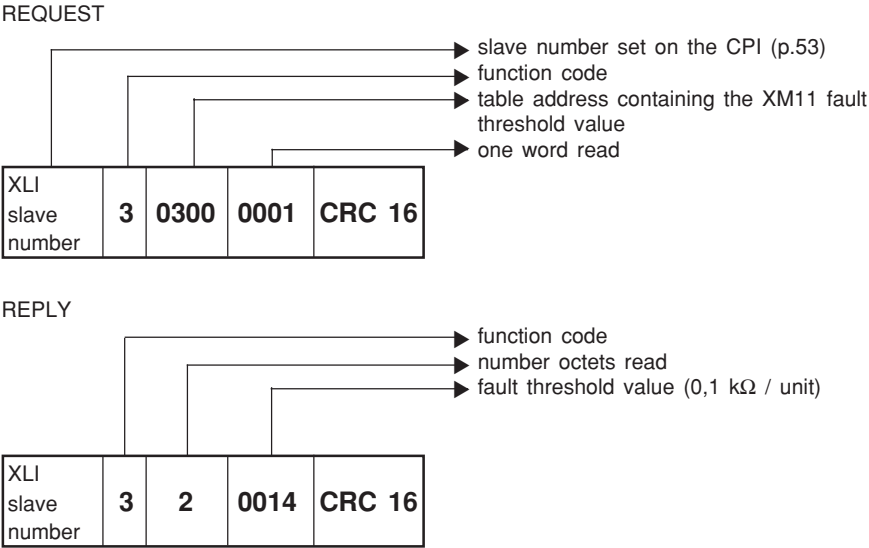 REQUEST
slave number set on the CPI (p.53)
function code
table address containing the XM11 fault
threshold value
one word read
XLI
slave
number
3 0300 0001 CRC 16
REPLY
function code
number octets read
fault threshold value (0,1 kΩ / unit)
XLI
slave
number
3 2 0014 CRC 16